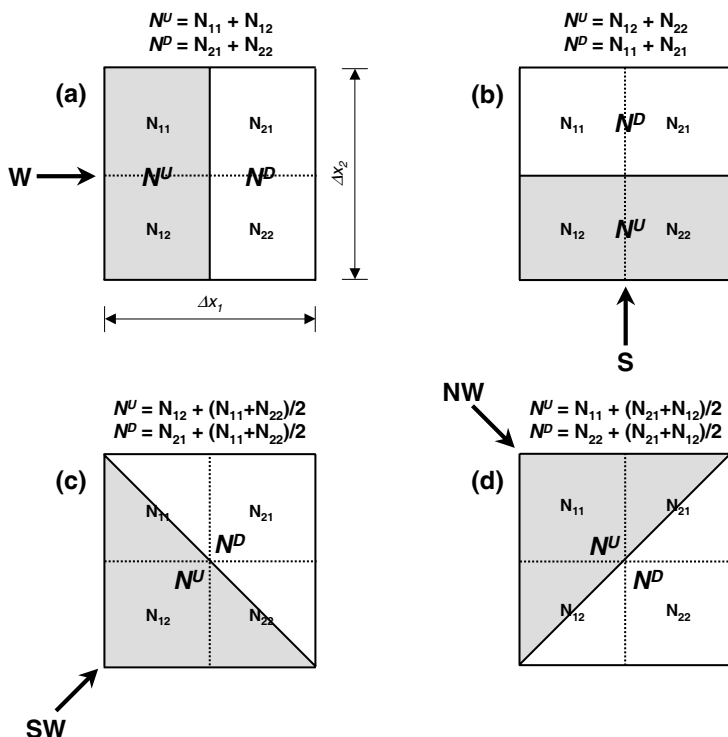 N^U = N₁₁ + N₁₂
N^D = N₂₁ + N₂₂
(a)
N₁₁
N₂₁
W
N^U
N^D
Δx₂
N₁₂
N₂₂
Δx₁
N^U = N₁₂ + N₂₂
N^D = N₁₁ + N₂₁
(b)
N₁₁
N^D
N₂₁
N₁₂
N^U
N₂₂
S
N^U = N₁₂ + (N₁₁+N₂₂)/2
N^D = N₂₁ + (N₁₁+N₂₂)/2
(c)
N₁₁
N₂₁
N^D
N^U
N₁₂
N₂₂
SW
NW
N^U = N₁₁ + (N₂₁+N₁₂)/2
N^D = N₂₂ + (N₂₁+N₁₂)/2
(d)
N₁₁
N₂₁
N^U
N^D
N₁₂
N₂₂